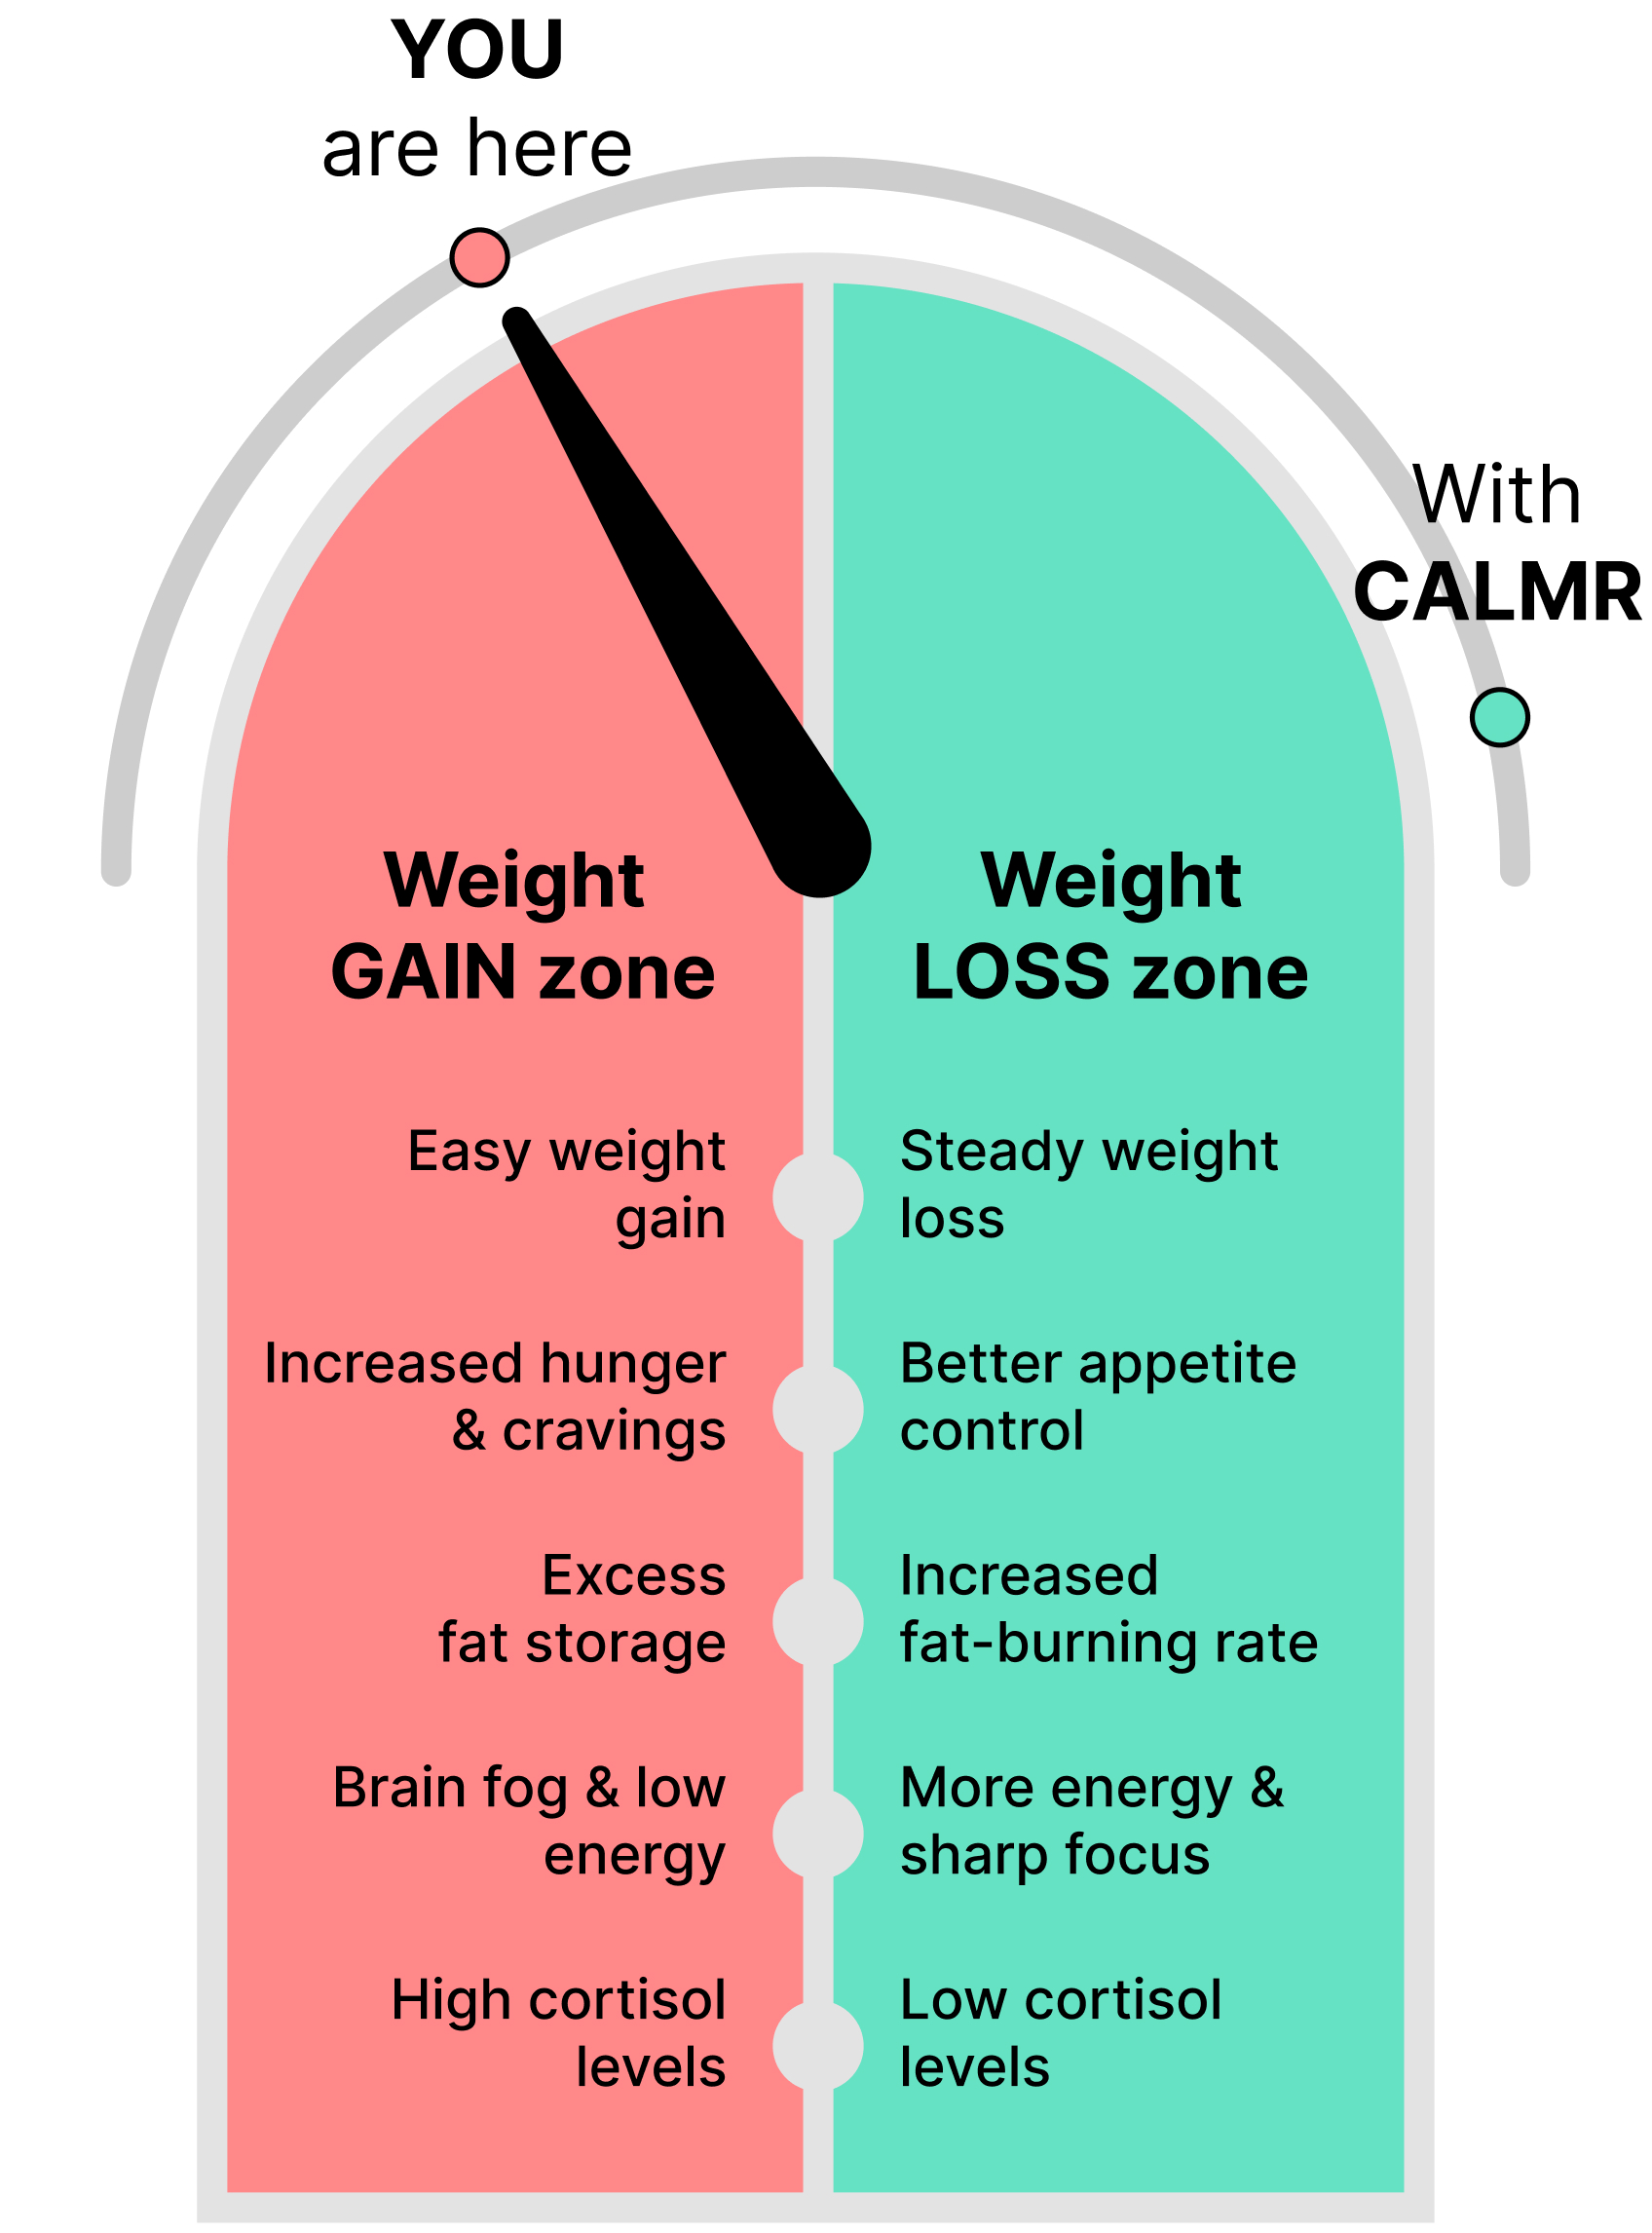 YOU
are here
With
CALMR
Weight
GAIN zone
Easy weight
gain
Increased hunger
& cravings
Excess
fat storage
Brain fog & low
energy
High cortisol
levels
Weight
LOSS zone
Steady weight
loss
Better appetite
control
Increased
fat-burning rate
More energy &
sharp focus
Low cortisol
levels